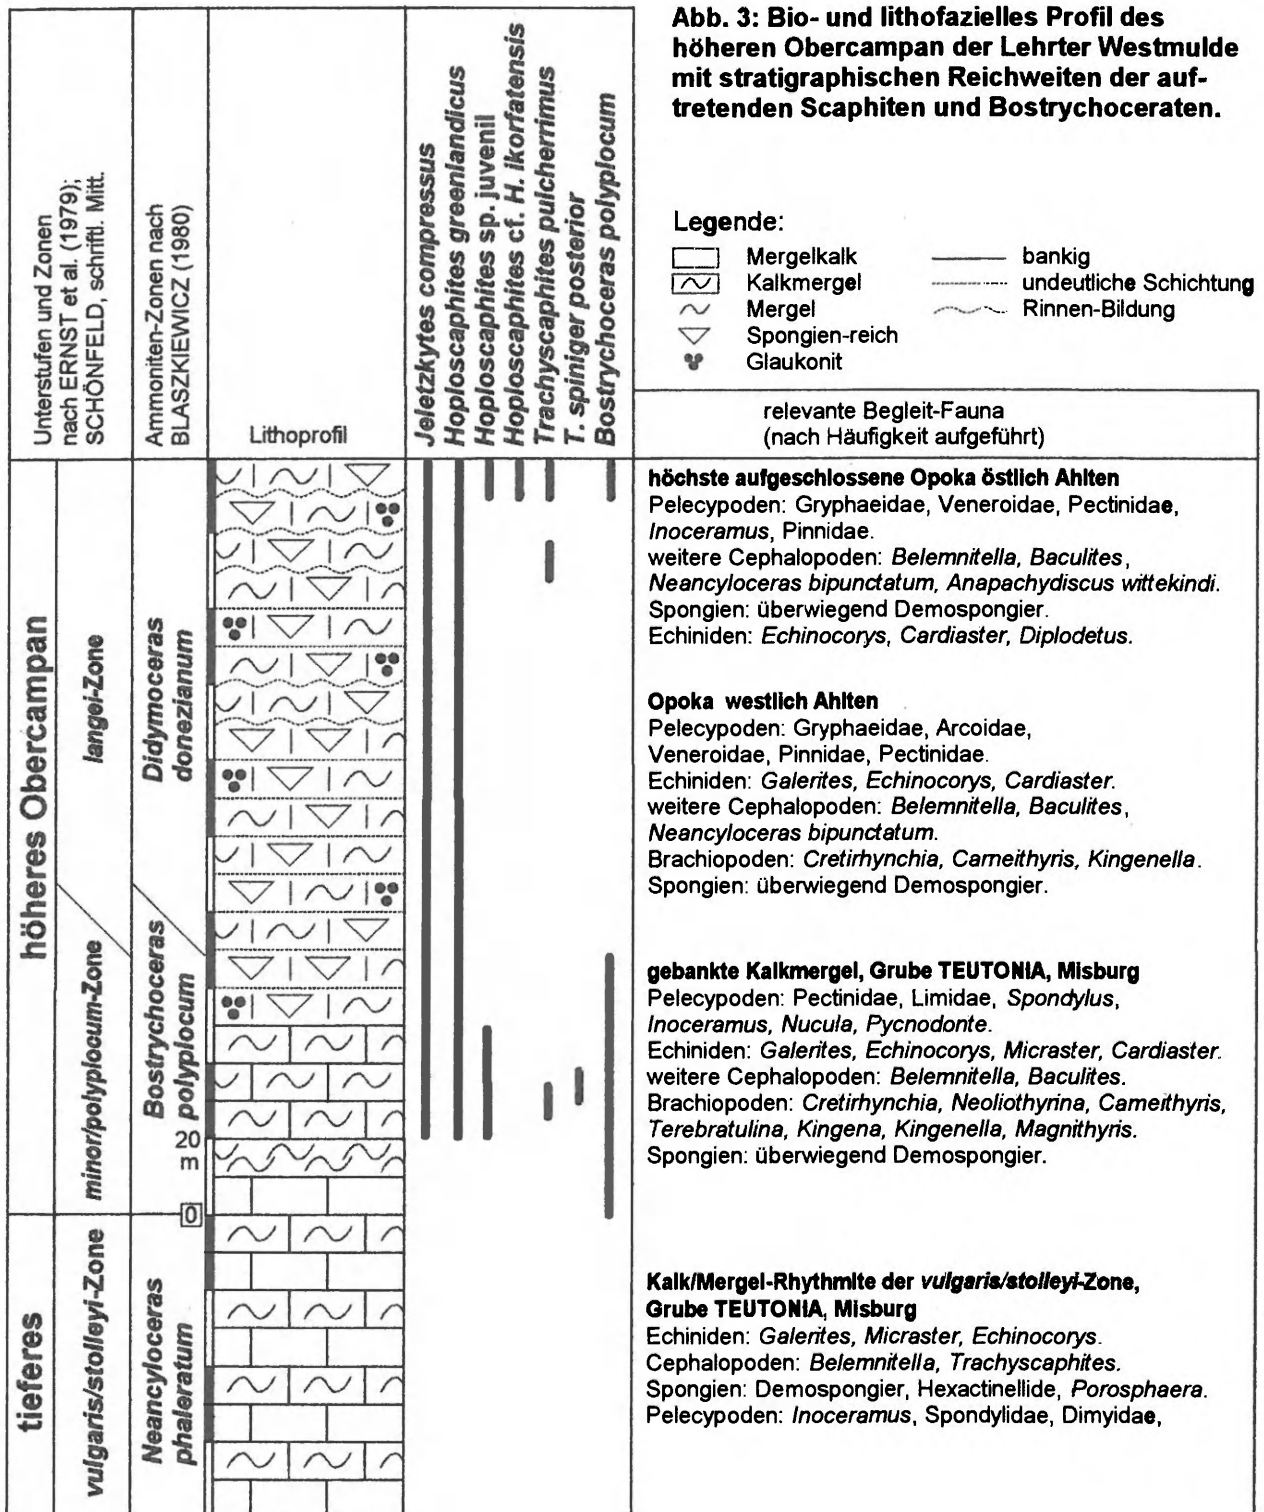 Abb. 3: Bio- und lithofazielles Profil des
höheren Obercampan der Lehrter Westmulde
mit stratigraphischen Reichweiten der auf-
tretenden Scaphiten und Bostrychoceraten.
Legende:
Mergelkalk
Kalkmergel
Mergel
Spongien-reich
Glaukonit
bankig
undeutliche Schichtung
Rinnen-Bildung
Unterstufen und Zonen
nach ERNST et al. (1979);
SCHÖNFELD, schriftl. Mitt.
Ammoniten-Zonen nach
BLASZKIEWICZ (1980)
Lithoprofil
Jeletzkytes compressus
Hoploscaphites greenlandicus
Hoploscaphites sp. juvenil
Hoploscaphites cf. H. ikorfatensis
Trachyscaphites pulcherrimus
T. spiniger posterior
Bostrychoceras polyplocum
relevante Begleit-Fauna
(nach Häufigkeit aufgeführt)
höheres Obercampan
tieferes
langei-Zone
minor/polyplocum-Zone
vulgaris/stolleyi-Zone
Didymoceras
donezianum
Bostrychoceras
polyplocum
Neancyloceras
phaleratum
20
m
0
höchste aufgeschlossene Opoka östlich Ahlten
Pelecypoden: Gryphaeidae, Veneroidae, Pectinidae,
Inoceramus, Pinnidae.
weitere Cephalopoden: Belemnitella, Baculites,
Neancyloceras bipunctatum, Anapachydiscus wittekindi.
Spongien: überwiegend Demospongier.
Echiniden: Echinocorys, Cardiaster, Diplodetus.
Opoka westlich Ahlten
Pelecypoden: Gryphaeidae, Arcoidae,
Veneroidae, Pinnidae, Pectinidae.
Echiniden: Galerites, Echinocorys, Cardiaster.
weitere Cephalopoden: Belemnitella, Baculites,
Neancyloceras bipunctatum.
Brachiopoden: Cretirhynchia, Carneithyris, Kingenella.
Spongien: überwiegend Demospongier.
gebankte Kalkmergel, Grube TEUTONIA, Misburg
Pelecypoden: Pectinidae, Limidae, Spondylus,
Inoceramus, Nucula, Pycnodonte.
Echiniden: Galerites, Echinocorys, Micraster, Cardiaster.
weitere Cephalopoden: Belemnitella, Baculites.
Brachiopoden: Cretirhynchia, Neoliothyrina, Carneithyris,
Terebratulina, Kingena, Kingenella, Magnithyris.
Spongien: überwiegend Demospongier.
Kalk/Mergel-Rhythmite der vulgaris/stolleyi-Zone,
Grube TEUTONIA, Misburg
Echiniden: Galerites, Micraster, Echinocorys.
Cephalopoden: Belemnitella, Trachyscaphites.
Spongien: Demospongier, Hexactinellide, Porosphaera.
Pelecypoden: Inoceramus, Spondylidae, Dimyidae,